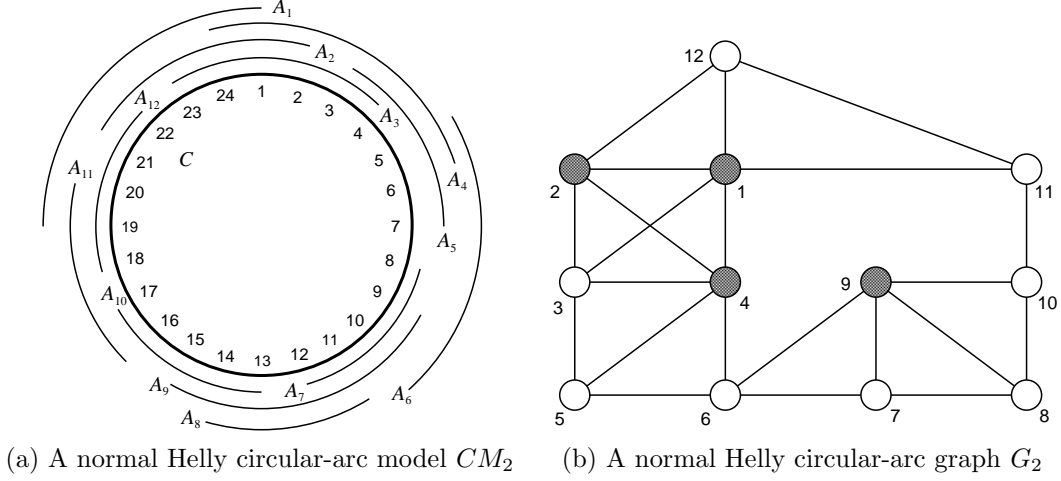 A1
A2
A12
A3
24 1 2
23 3
22 4
21 C 5
A11
20 6
A4
19 7
A5
18 8
A10
17 9
16 10
15 11
14 13 12
A9
A7
A6
A8
12
2
1
11
3
4
9
10
5
6
7
8
(a) A normal Helly circular-arc model CM2
(b) A normal Helly circular-arc graph G2